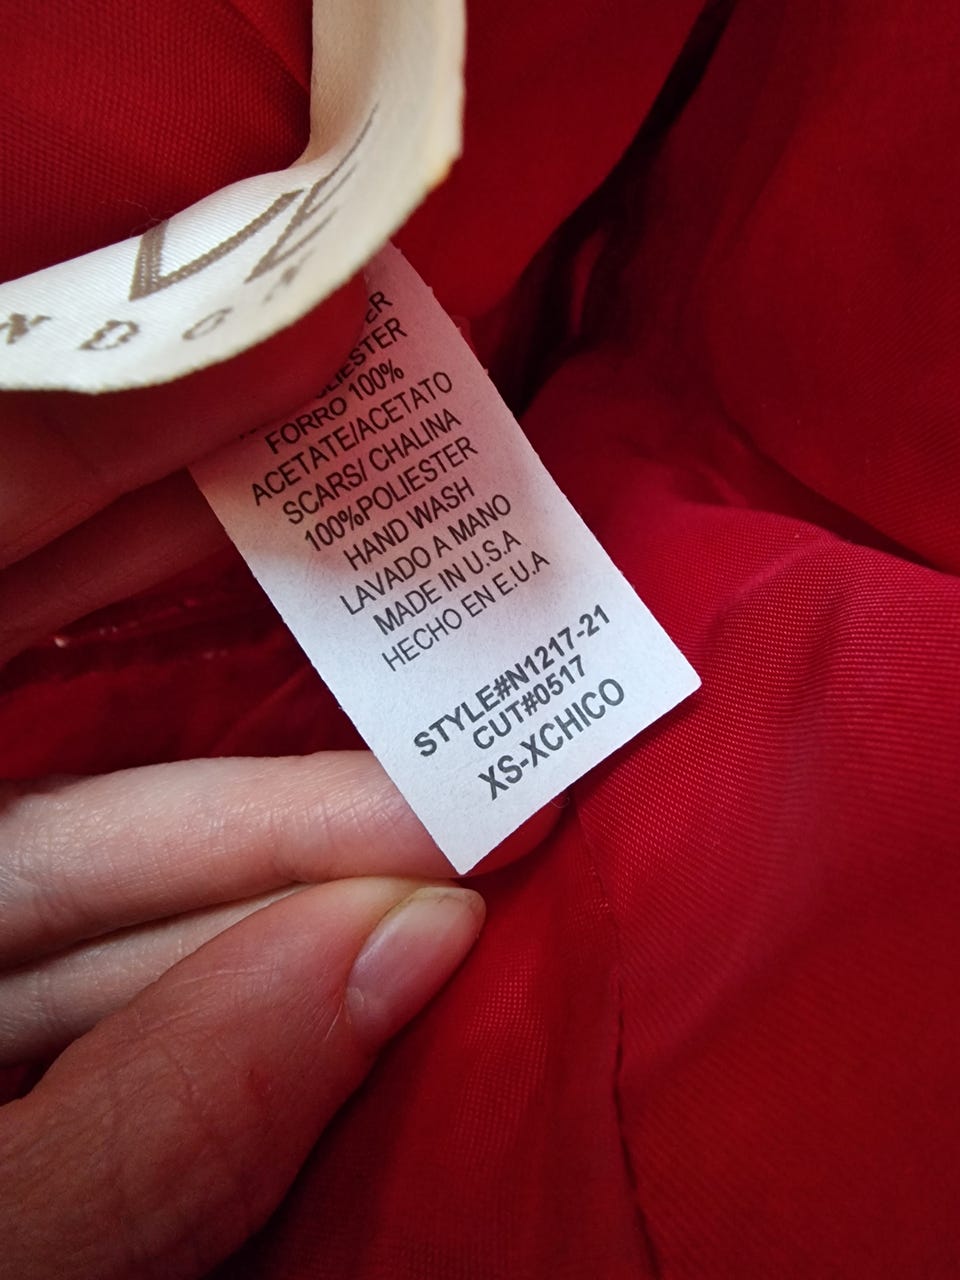 FORRO 100%
ACETATE/ACETATO
SCARS/ CHALINA
100%POLIESTER
HAND WASH
LAVADO A MANO
MADE IN U.S.A
HECHO EN E.U.A
STYLE#N1217-21
CUT#0517
XS-XCHICO